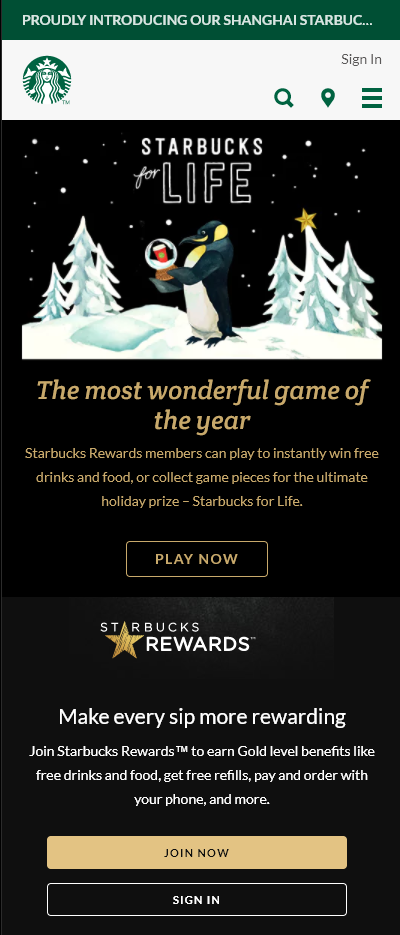 PROUDLY INTRODUCING OUR SHANGHAI STARBUC...
Sign In
TM
STARBUCKS
for LIFE
The most wonderful game of
the year
Starbucks Rewards members can play to instantly win free
drinks and food, or collect game pieces for the ultimate
holiday prize – Starbucks for Life.
PLAY NOW
STARBUCKS
REWARDS™
Make every sip more rewarding
Join Starbucks Rewards™ to earn Gold level benefits like
free drinks and food, get free refills, pay and order with
your phone, and more.
JOIN NOW
SIGN IN